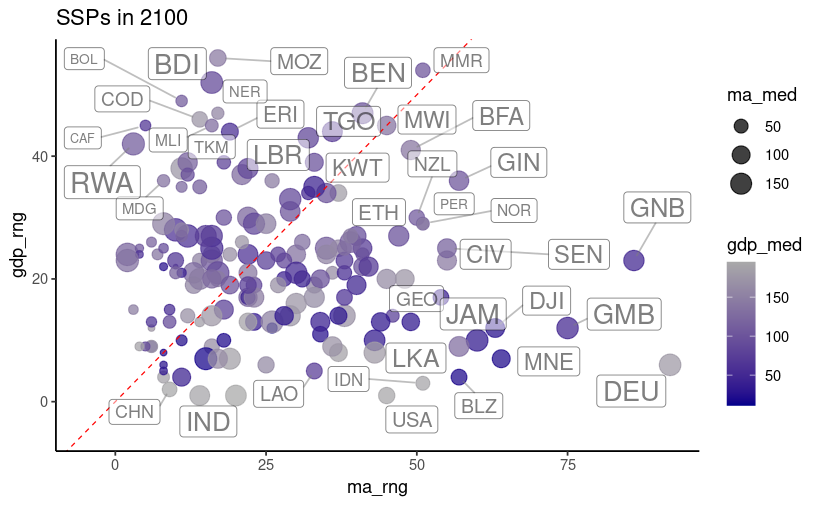 SSPs in 2100
BOL
BDI
MOZ
MMR
BEN
COD
NER
ERI
TGO
MWI
BFA
CAF
MLI
TKM
LBR
KWT
NZL
GIN
RWA
MDG
ETH
PER
NOR
GNB
CIV
SEN
GEO
JAM
DJI
GMB
LKA
MNE
IDN
LAO
DEU
CHN
IND
USA
BLZ
40
20
0
gdp_rng
0
25
50
75
ma_rng
ma_med
50
100
150
gdp_med
150
100
50